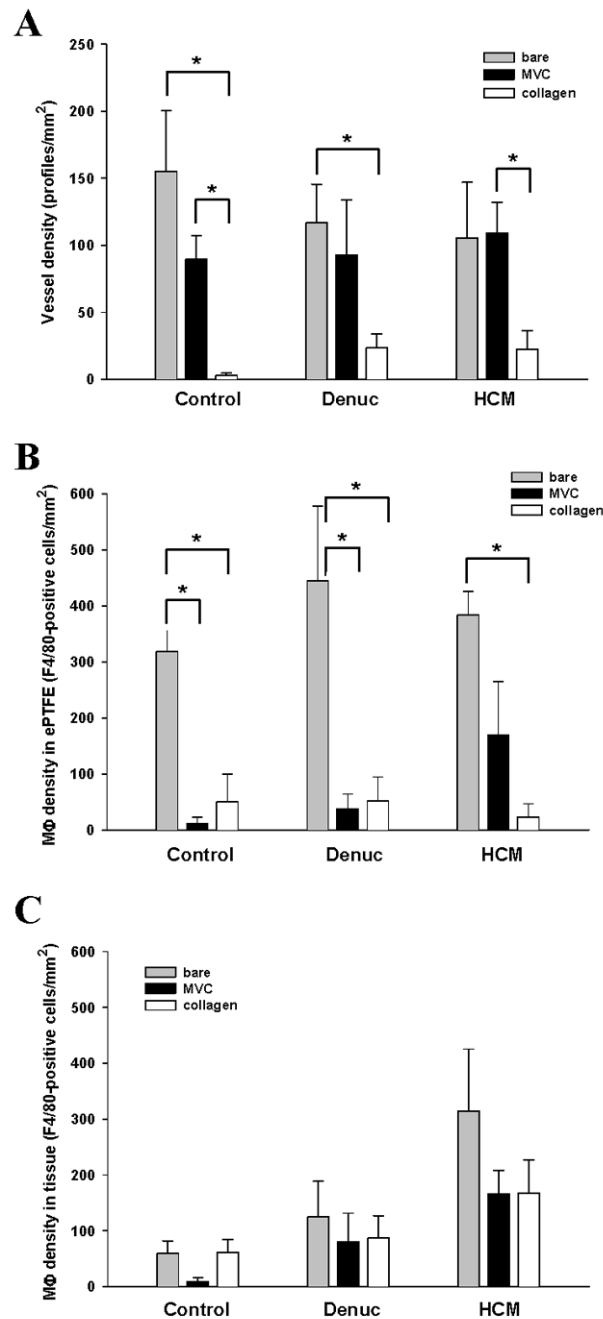 A
Vessel density (profiles/mm²)
250
200
150
100
50
0
bare
MVC
collagen
*
*
*
*
Control Denuc HCM
B
MΦ density in ePTFE (F4/80-positive cells/mm²)
600
500
400
300
200
100
0
bare
MVC
collagen
*
*
*
*
*
Control Denuc HCM
C
MΦ density in tissue (F4/80-positive cells/mm²)
600
500
400
300
200
100
0
bare
MVC
collagen
Control Denuc HCM